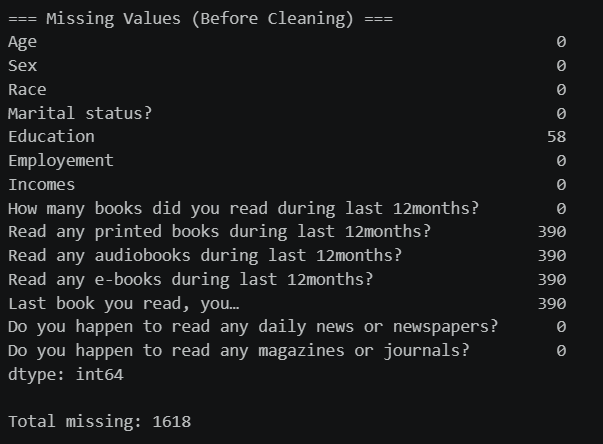 === Missing Values (Before Cleaning) ===
Age 0
Sex 0
Race 0
Marital status? 0
Education 58
Employement 0
Incomes 0
How many books did you read during last 12months? 0
Read any printed books during last 12months? 390
Read any audiobooks during last 12months? 390
Read any e-books during last 12months? 390
Last book you read, you… 390
Do you happen to read any daily news or newspapers? 0
Do you happen to read any magazines or journals? 0
dtype: int64
Total missing: 1618